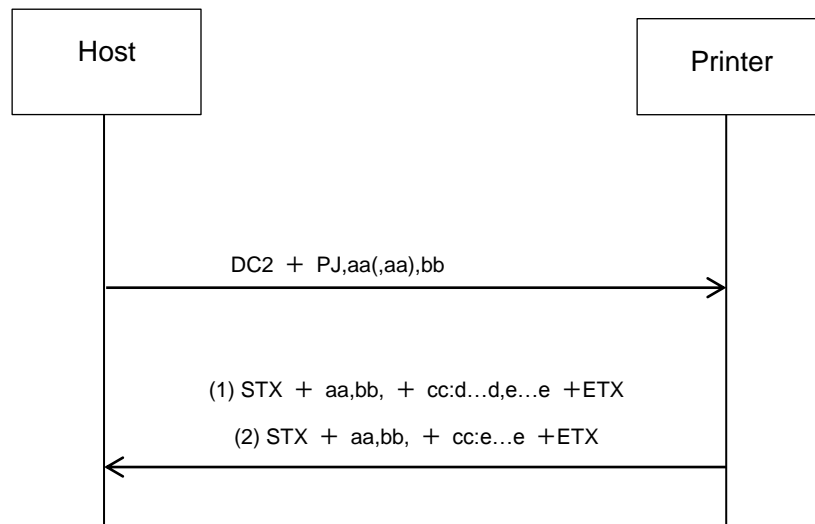 Host
Printer
DC2 ＋ PJ,aa(,aa),bb
(1) STX ＋ aa,bb, ＋ cc:d…d,e…e ＋ETX
(2) STX ＋ aa,bb, ＋ cc:e…e ＋ETX